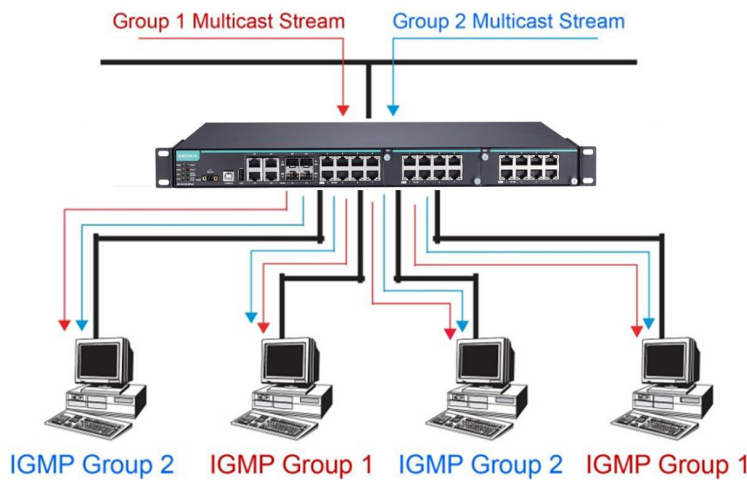 Group 1 Multicast Stream
Group 2 Multicast Stream
IGMP Group 2
IGMP Group 1
IGMP Group 2
IGMP Group 1